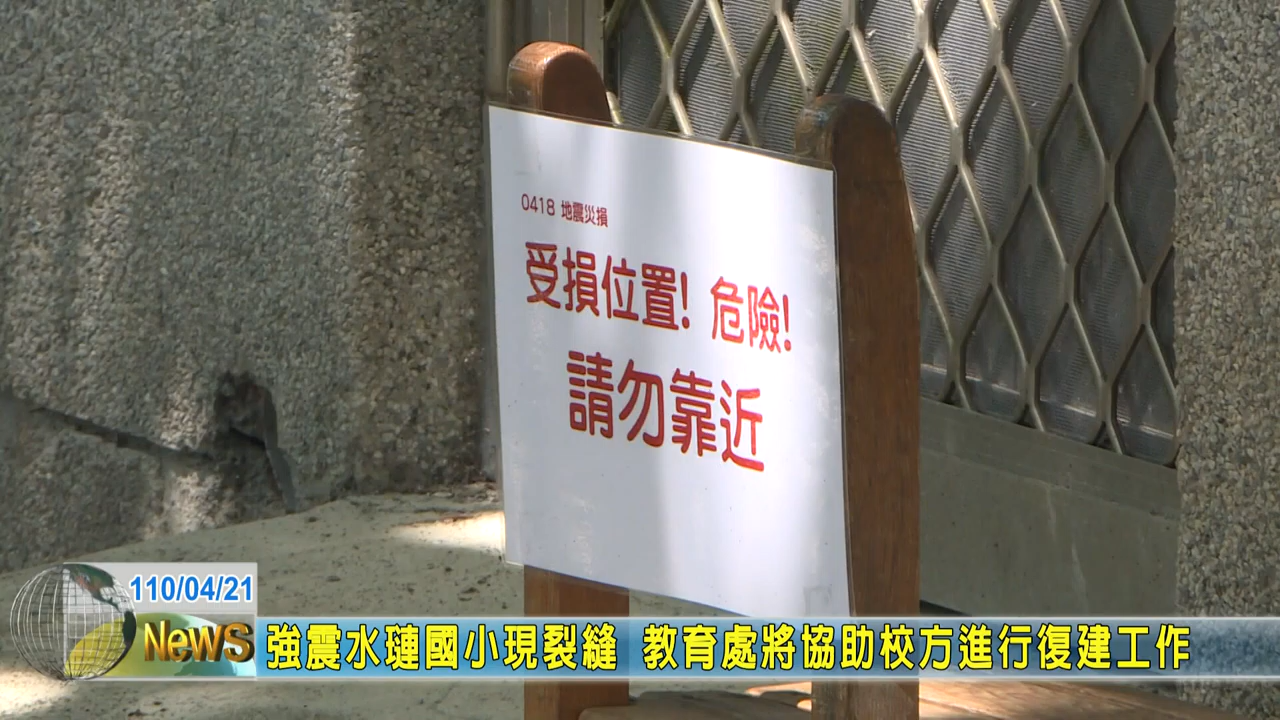 0418 地震災損
受損位置! 危險!
請勿靠近
110/04/21
News
強震水璉國小現裂縫 教育處將協助校方進行復建工作